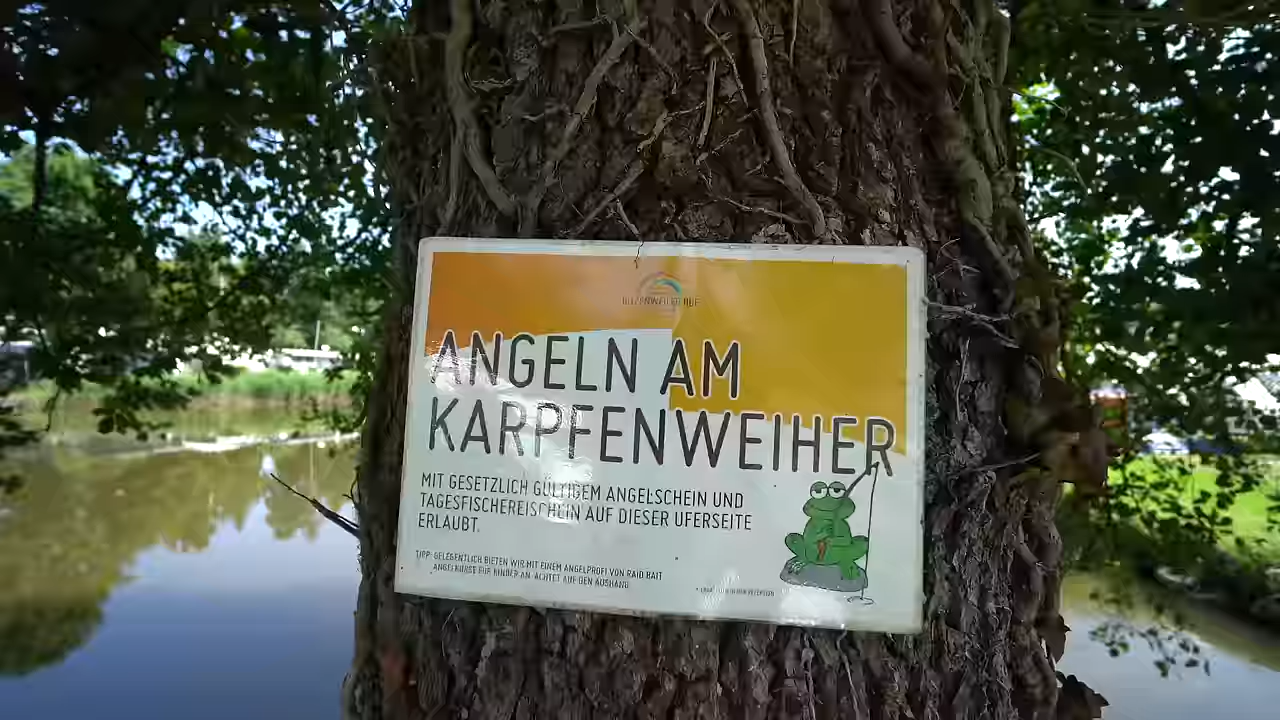 ANGELN AM
KARPFENWEIHER
MIT GESETZLICH GÜLTIGEM ANGELSCHEIN UND
TAGESFISCHEREISCHEIN AUF DIESER UFERSEITE
ERLAUBT.
TIPP: GELEGENTLICH BIETEN WIR MIT EINEM ANGELPROFI VON RAID BAIT
ANGELKURSE FÜR KINDER AN. ACHTET AUF DEN AUSHANG